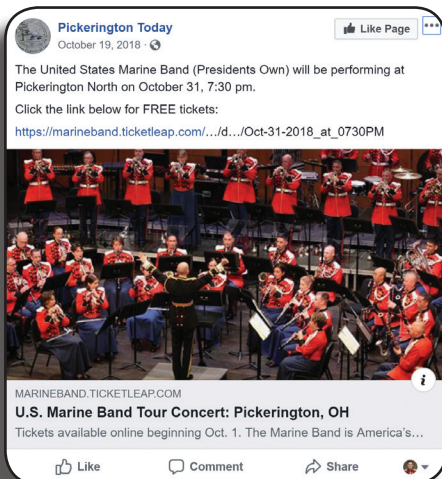 Pickerington Today
Like Page
October 19, 2018 ·
The United States Marine Band (Presidents Own) will be performing at
Pickerington North on October 31, 7:30 pm.
Click the link below for FREE tickets:
https://marineband.ticketleap.com/…/d…/Oct-31-2018_at_0730PM
i
MARINEBAND.TICKETLEAP.COM
U.S. Marine Band Tour Concert: Pickerington, OH
Tickets available online beginning Oct. 1. The Marine Band is America's…
Like Comment Share